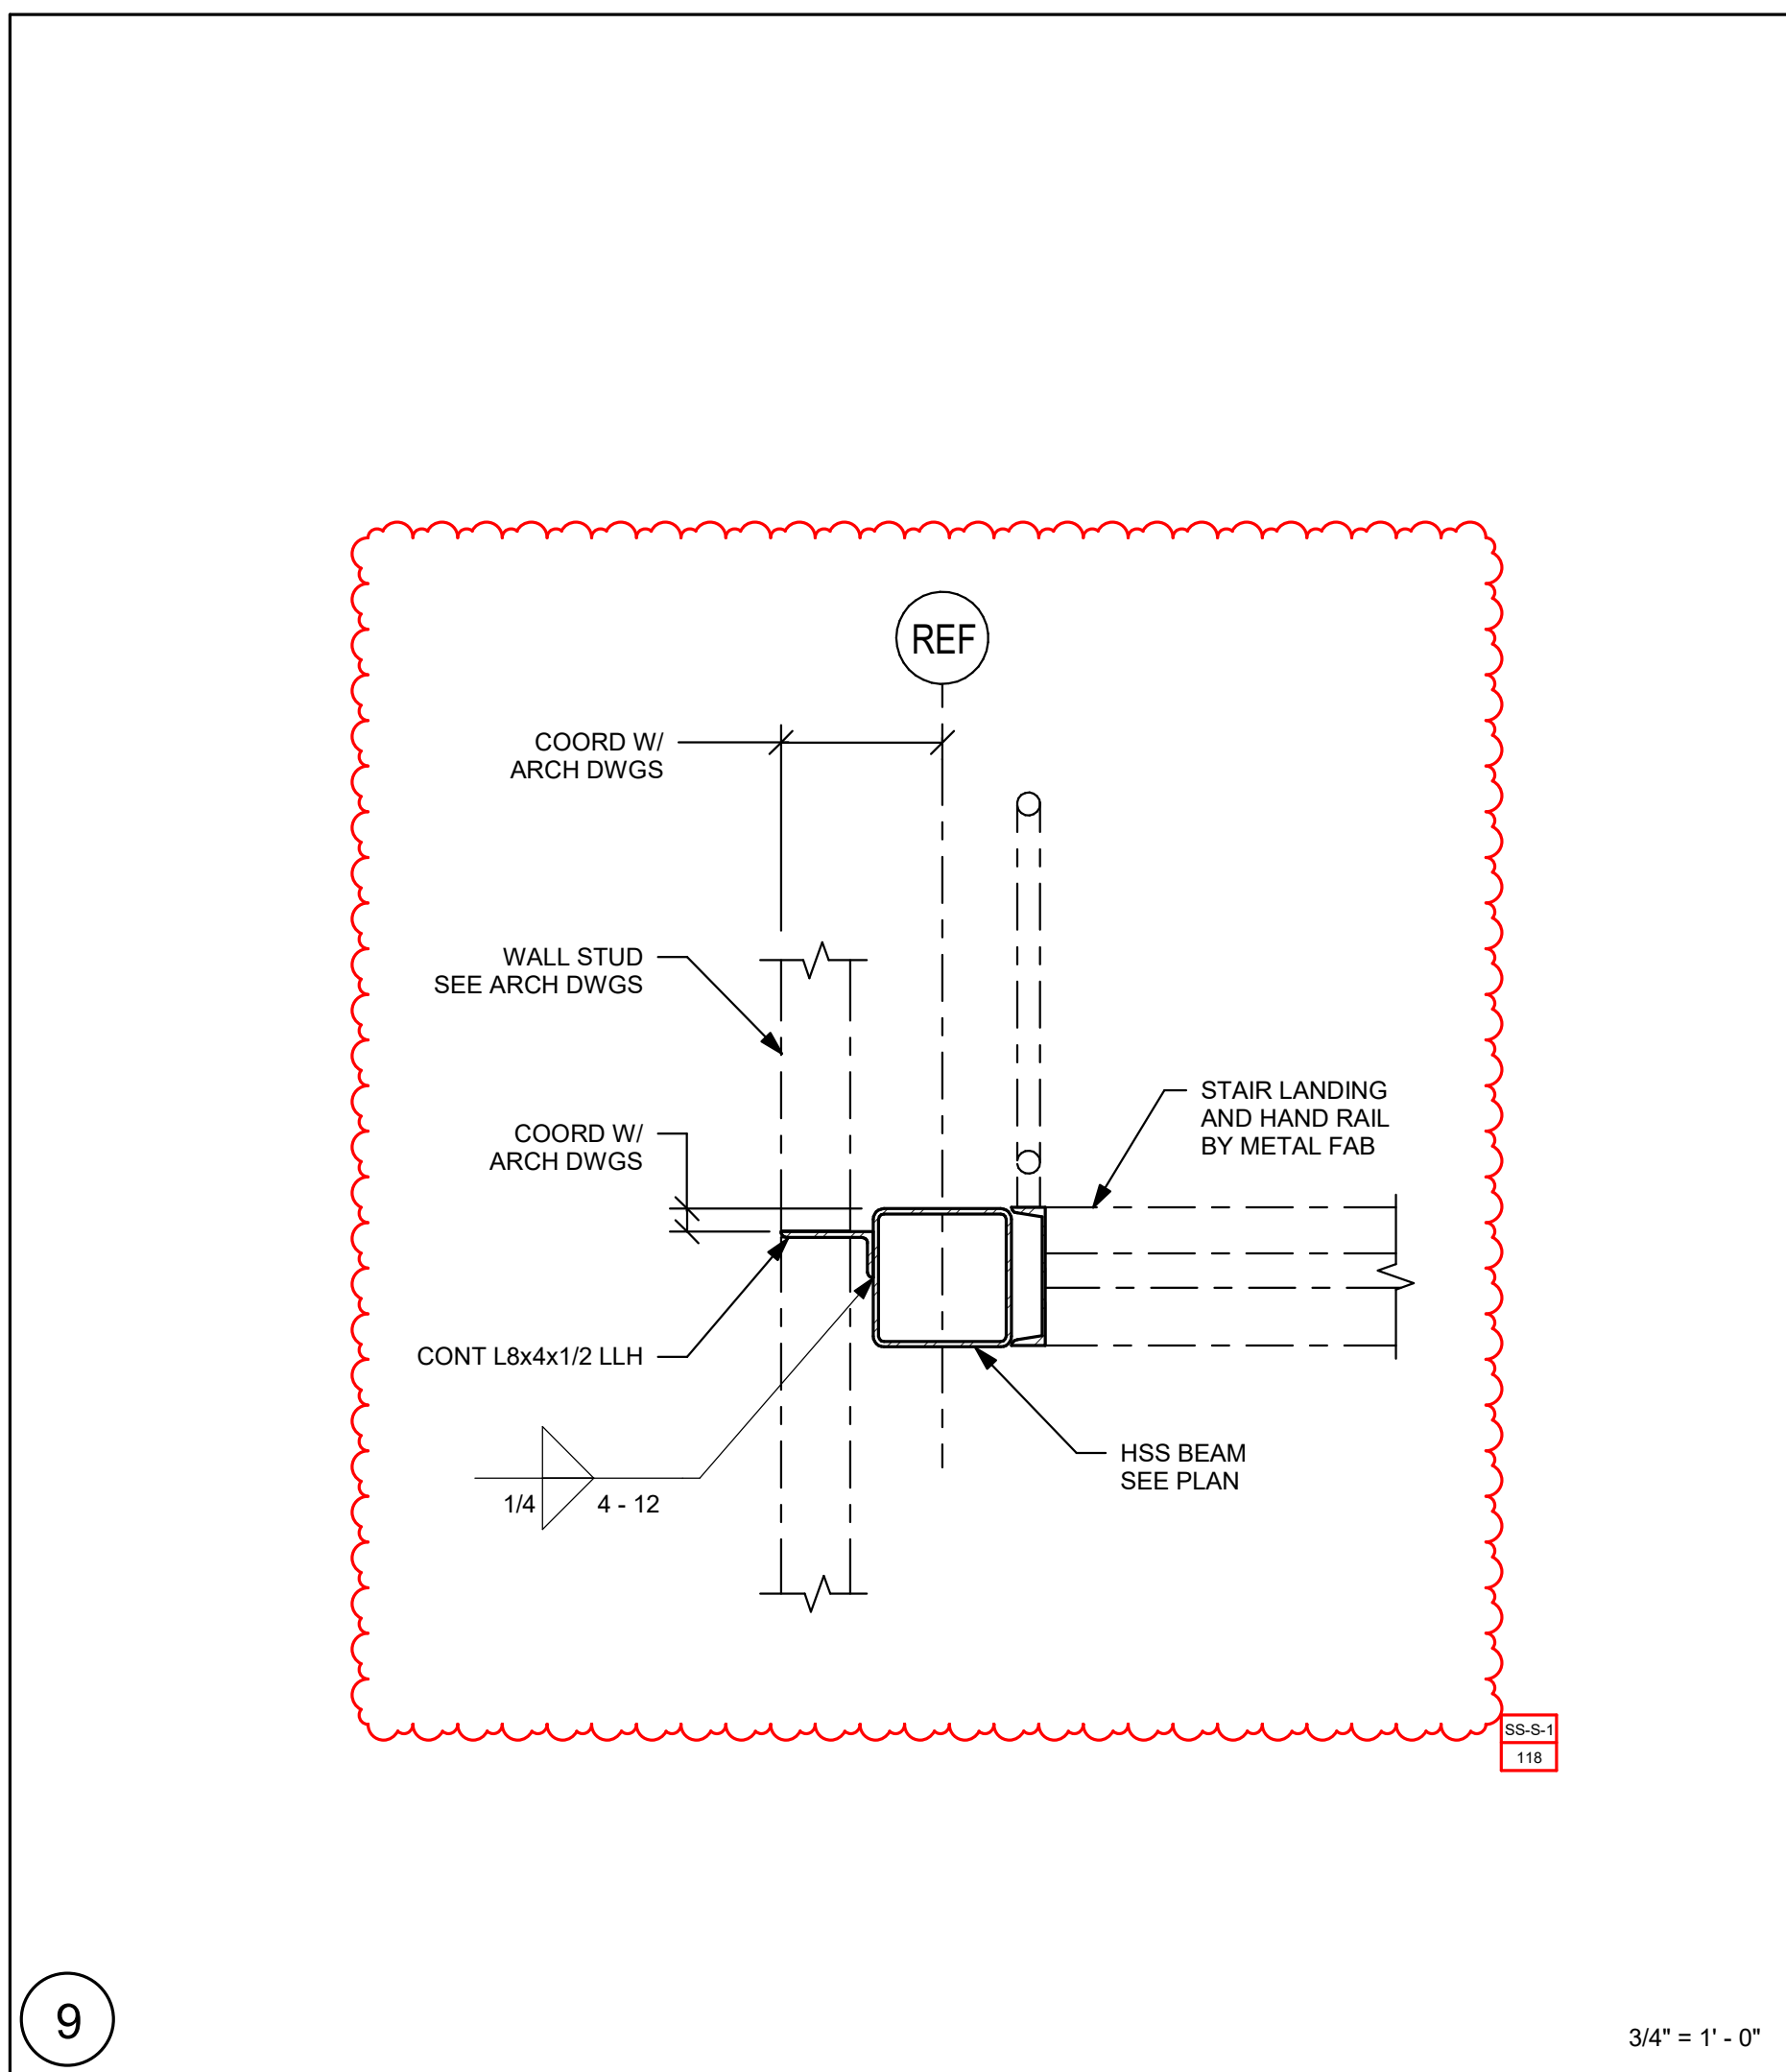 REF
COORD W/
ARCH DWGS
WALL STUD
SEE ARCH DWGS
STAIR LANDING
AND HAND RAIL
BY METAL FAB
COORD W/
ARCH DWGS
CONT L8x4x1/2 LLH
HSS BEAM
SEE PLAN
1/4
4 - 12
SS-S-1
118
9
3/4" = 1' - 0"